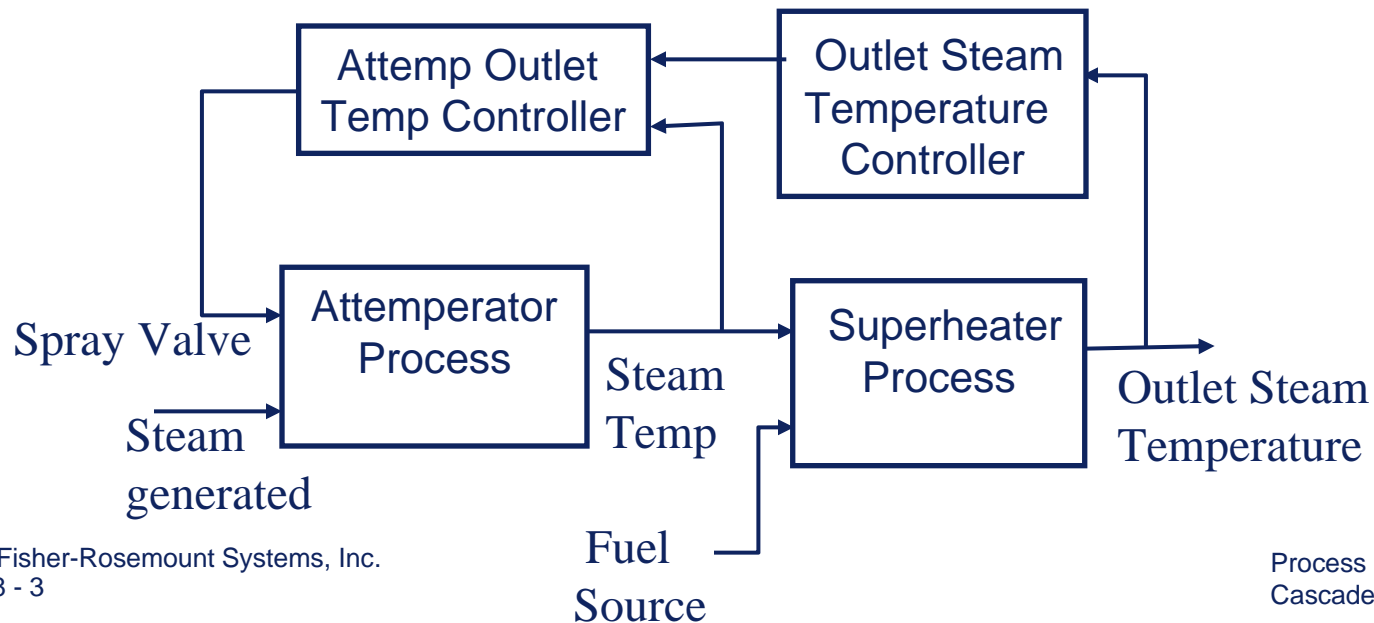 Attemp Outlet
Temp Controller
Outlet Steam
Temperature
Controller
Spray Valve
Attemperator
Process
Steam
generated
Steam
Temp
Superheater
Process
Outlet Steam
Temperature
Fuel
Source
Fisher-Rosemount Systems, Inc.
3 - 3
Process
Cascade